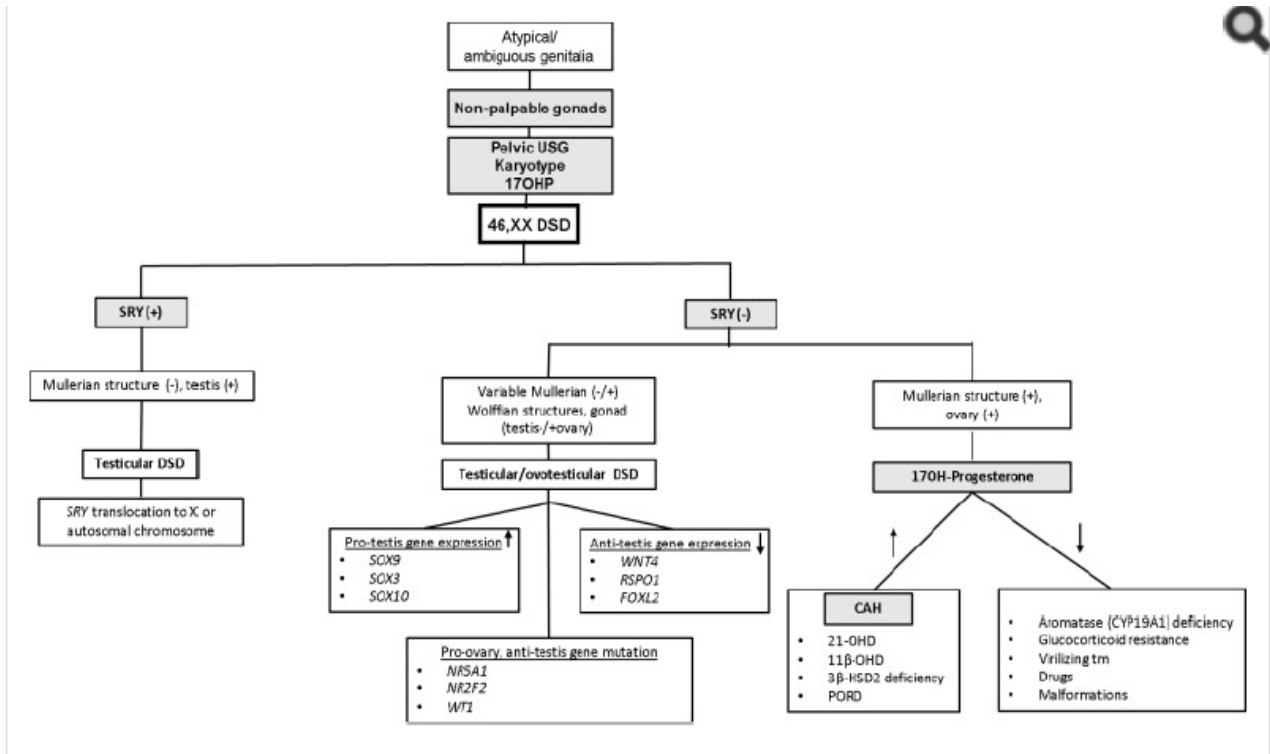 Atypical/
ambiguous genitalia
Non-palpable gonads
Pelvic USG
Karyotype
17OHP
46,XX DSD
SRY(+)
SRY(-)
Mullerian structure (-), testis (+)
Variable Mullerian (-/+)
Wolffian structures, gonad
(testis-/+ovary)
Mullerian structure (+),
ovary (+)
Testicular DSD
Testicular/ovotesticular DSD
17OH-Progesterone
SRY translocation to X or
autosomal chromosome
Pro-testis gene expression ↑
• SOX9
• SOX3
• SOX10
Anti-testis gene expression ↓
• WNT4
• RSPO1
• FOXL2
Pro-ovary, anti-testis gene mutation
• NR5A1
• NR2F2
• WT1
↑
↓
CAH
• 21-OHD
• 11β-OHD
• 3β-HSD2 deficiency
• PORD
• Aromatase (CYP19A1) deficiency
• Glucocorticoid resistance
• Virilizing tm
• Drugs
• Malformations